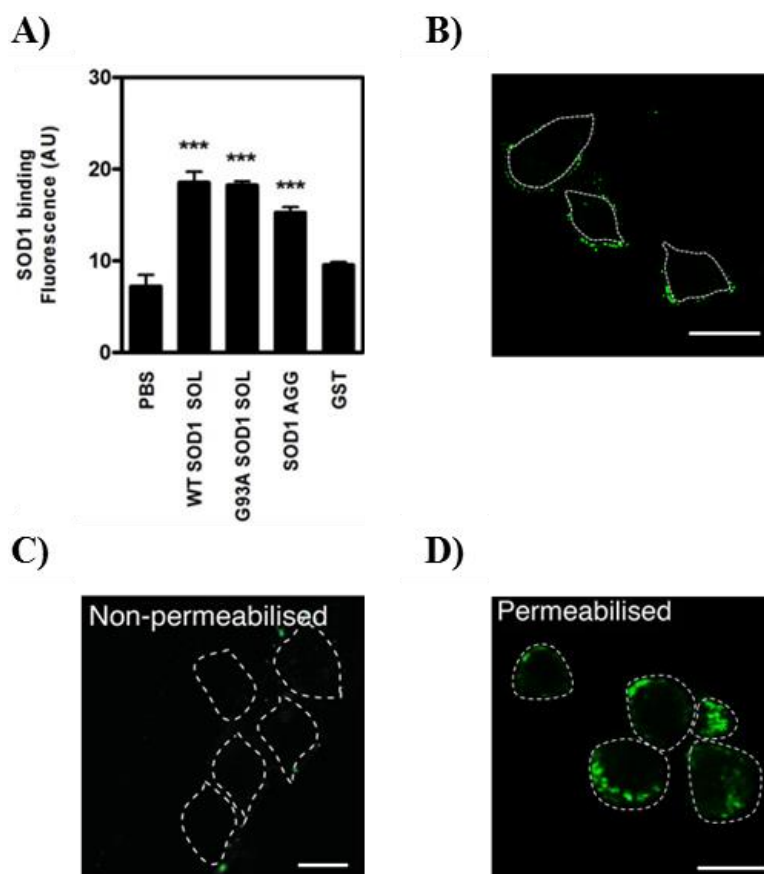 A)
B)
30
20
10
0
SOD1 binding
Fluorescence (AU)
***
***
***
PBS
WT SOD1 SOL
G93A SOD1 SOL
SOD1 AGG
GST
C)
D)
Non-permeabilised
Permeabilised